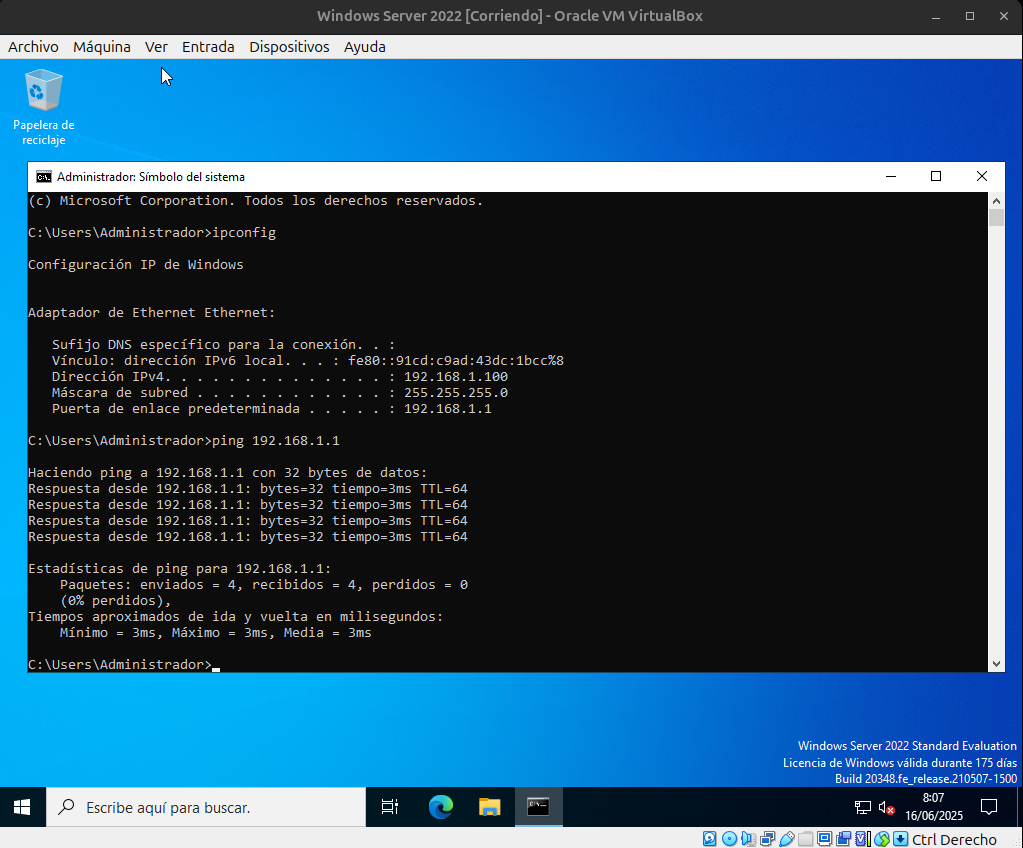 Windows Server 2022 [Corriendo] - Oracle VM VirtualBox
Archivo Máquina Ver Entrada Dispositivos Ayuda
Papelera de
reciclaje
Administrador: Símbolo del sistema
(c) Microsoft Corporation. Todos los derechos reservados.
C:\Users\Administrador>ipconfig
Configuración IP de Windows
Adaptador de Ethernet Ethernet:
Sufijo DNS específico para la conexión. . :
Vínculo: dirección IPv6 local. . . : fe80::91cd:c9ad:43dc:1bcc%8
Dirección IPv4. . . . . . . . . . . . . . : 192.168.1.100
Máscara de subred . . . . . . . . . . . . : 255.255.255.0
Puerta de enlace predeterminada . . . . . : 192.168.1.1
C:\Users\Administrador>ping 192.168.1.1
Haciendo ping a 192.168.1.1 con 32 bytes de datos:
Respuesta desde 192.168.1.1: bytes=32 tiempo=3ms TTL=64
Respuesta desde 192.168.1.1: bytes=32 tiempo=3ms TTL=64
Respuesta desde 192.168.1.1: bytes=32 tiempo=3ms TTL=64
Respuesta desde 192.168.1.1: bytes=32 tiempo=3ms TTL=64
Estadísticas de ping para 192.168.1.1:
Paquetes: enviados = 4, recibidos = 4, perdidos = 0
(0% perdidos),
Tiempos aproximados de ida y vuelta en milisegundos:
Mínimo = 3ms, Máximo = 3ms, Media = 3ms
C:\Users\Administrador>
Windows Server 2022 Standard Evaluation
Licencia de Windows válida durante 175 días
Build 20348.fe_release.210507-1500
Escribe aquí para buscar.
8:07
16/06/2025
Ctrl Derecho